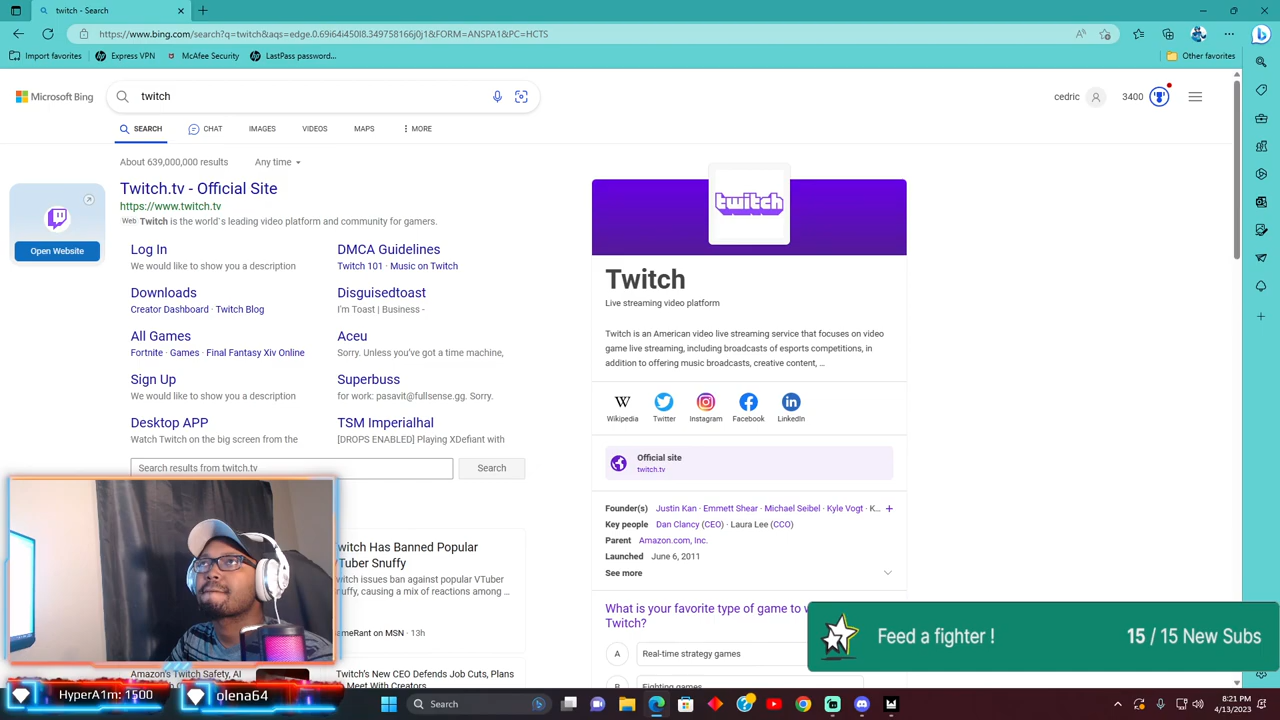 twitch - Search
https://www.bing.com/search?q=twitch&aqs=edge.0.69i64i450l8.349758166j0j1&FORM=ANSPA1&PC=HCTS
Import favorites
Express VPN
McAfee Security
LastPass password...
Other favorites
Microsoft Bing
twitch
cedric
3400
SEARCH
CHAT
IMAGES
VIDEOS
MAPS
MORE
About 639,000,000 results
Any time
Open Website
Twitch.tv - Official Site
https://www.twitch.tv
Web Twitch is the world's leading video platform and community for gamers.
Log In
We would like to show you a description
Downloads
Creator Dashboard · Twitch Blog
All Games
Fortnite · Games · Final Fantasy Xiv Online
Sign Up
We would like to show you a description
Desktop APP
Watch Twitch on the big screen from the
DMCA Guidelines
Twitch 101 · Music on Twitch
Disguisedtoast
I'm Toast | Business -
Aceu
Sorry. Unless you've got a time machine,
Superbuss
for work: pasavit@fullsense.gg. Sorry.
TSM Imperialhal
[DROPS ENABLED] Playing XDefiant with
Search results from twitch.tv
Search
witch Has Banned Popular
Tuber Snuffy
witch issues ban against popular VTuber
nuffy, causing a mix of reactions among ...
ameRant on MSN · 13h
Amazon's Twitch Safety, AI
Twitch's New CEO Defends Job Cuts, Plans
Meet With Creators
twitch
Twitch
Live streaming video platform
Twitch is an American video live streaming service that focuses on video
game live streaming, including broadcasts of esports competitions, in
addition to offering music broadcasts, creative content, ...
Wikipedia
Twitter
Instagram
Facebook
LinkedIn
Official site
twitch.tv
Founder(s) Justin Kan · Emmett Shear · Michael Seibel · Kyle Vogt · K...
Key people Dan Clancy (CEO) · Laura Lee (CCO)
Parent Amazon.com, Inc.
Launched June 6, 2011
See more
What is your favorite type of game to
Twitch?
A Real-time strategy games
B Fighting games
Feed a fighter !
15 / 15 New Subs
HyperA1m: 1500
olena64
Search
8:21 PM
4/13/2023